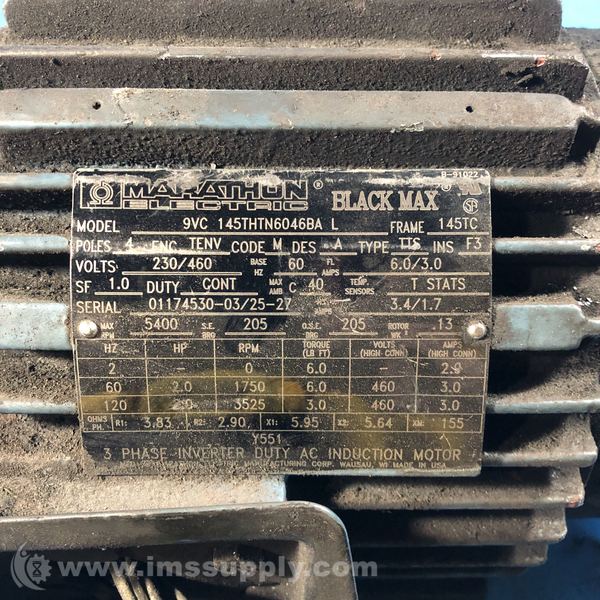 B-91022
MARATHON® ELECTRIC BLACK MAX®
MODEL 9VC 145THTN6046BA L FRAME 145TC
POLES 4 ENC TENV CODE M DES A TYPE TTS INS F3
VOLTS 230/460 BASE HZ 60 FL AMPS 6.0/3.0
SF 1.0 DUTY CONT MAX AMB C 40 TEMP. SENSORS T STATS
SERIAL 01174530-03/25-27 AMPS 3.4/1.7
MAX RPM 5400 S.E. BRG 205 O.S.E. BRG 205 ROTOR WK² .13
HZ HP RPM TORQUE (LB FT) VOLTS (HIGH CONN) AMPS (HIGH CONN)
2 – 0 6.0 – 2.9
60 2.0 1750 6.0 460 3.0
120 2.0 3525 3.0 460 3.0
OHMS PH. R1: 3.83 R2: 2.90 X1: 5.95 X2: 5.64 XM: 155
Y551
3 PHASE INVERTER DUTY AC INDUCTION MOTOR
MARATHON ELECTRIC MANUFACTURING CORP. WAUSAU, WI MADE IN USA
www.imssupply.com